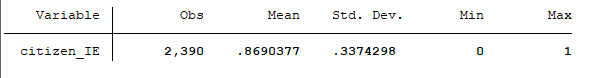 Variable Obs Mean Std. Dev. Min Max
citizen_IE 2,390 .8690377 .3374298 0 1